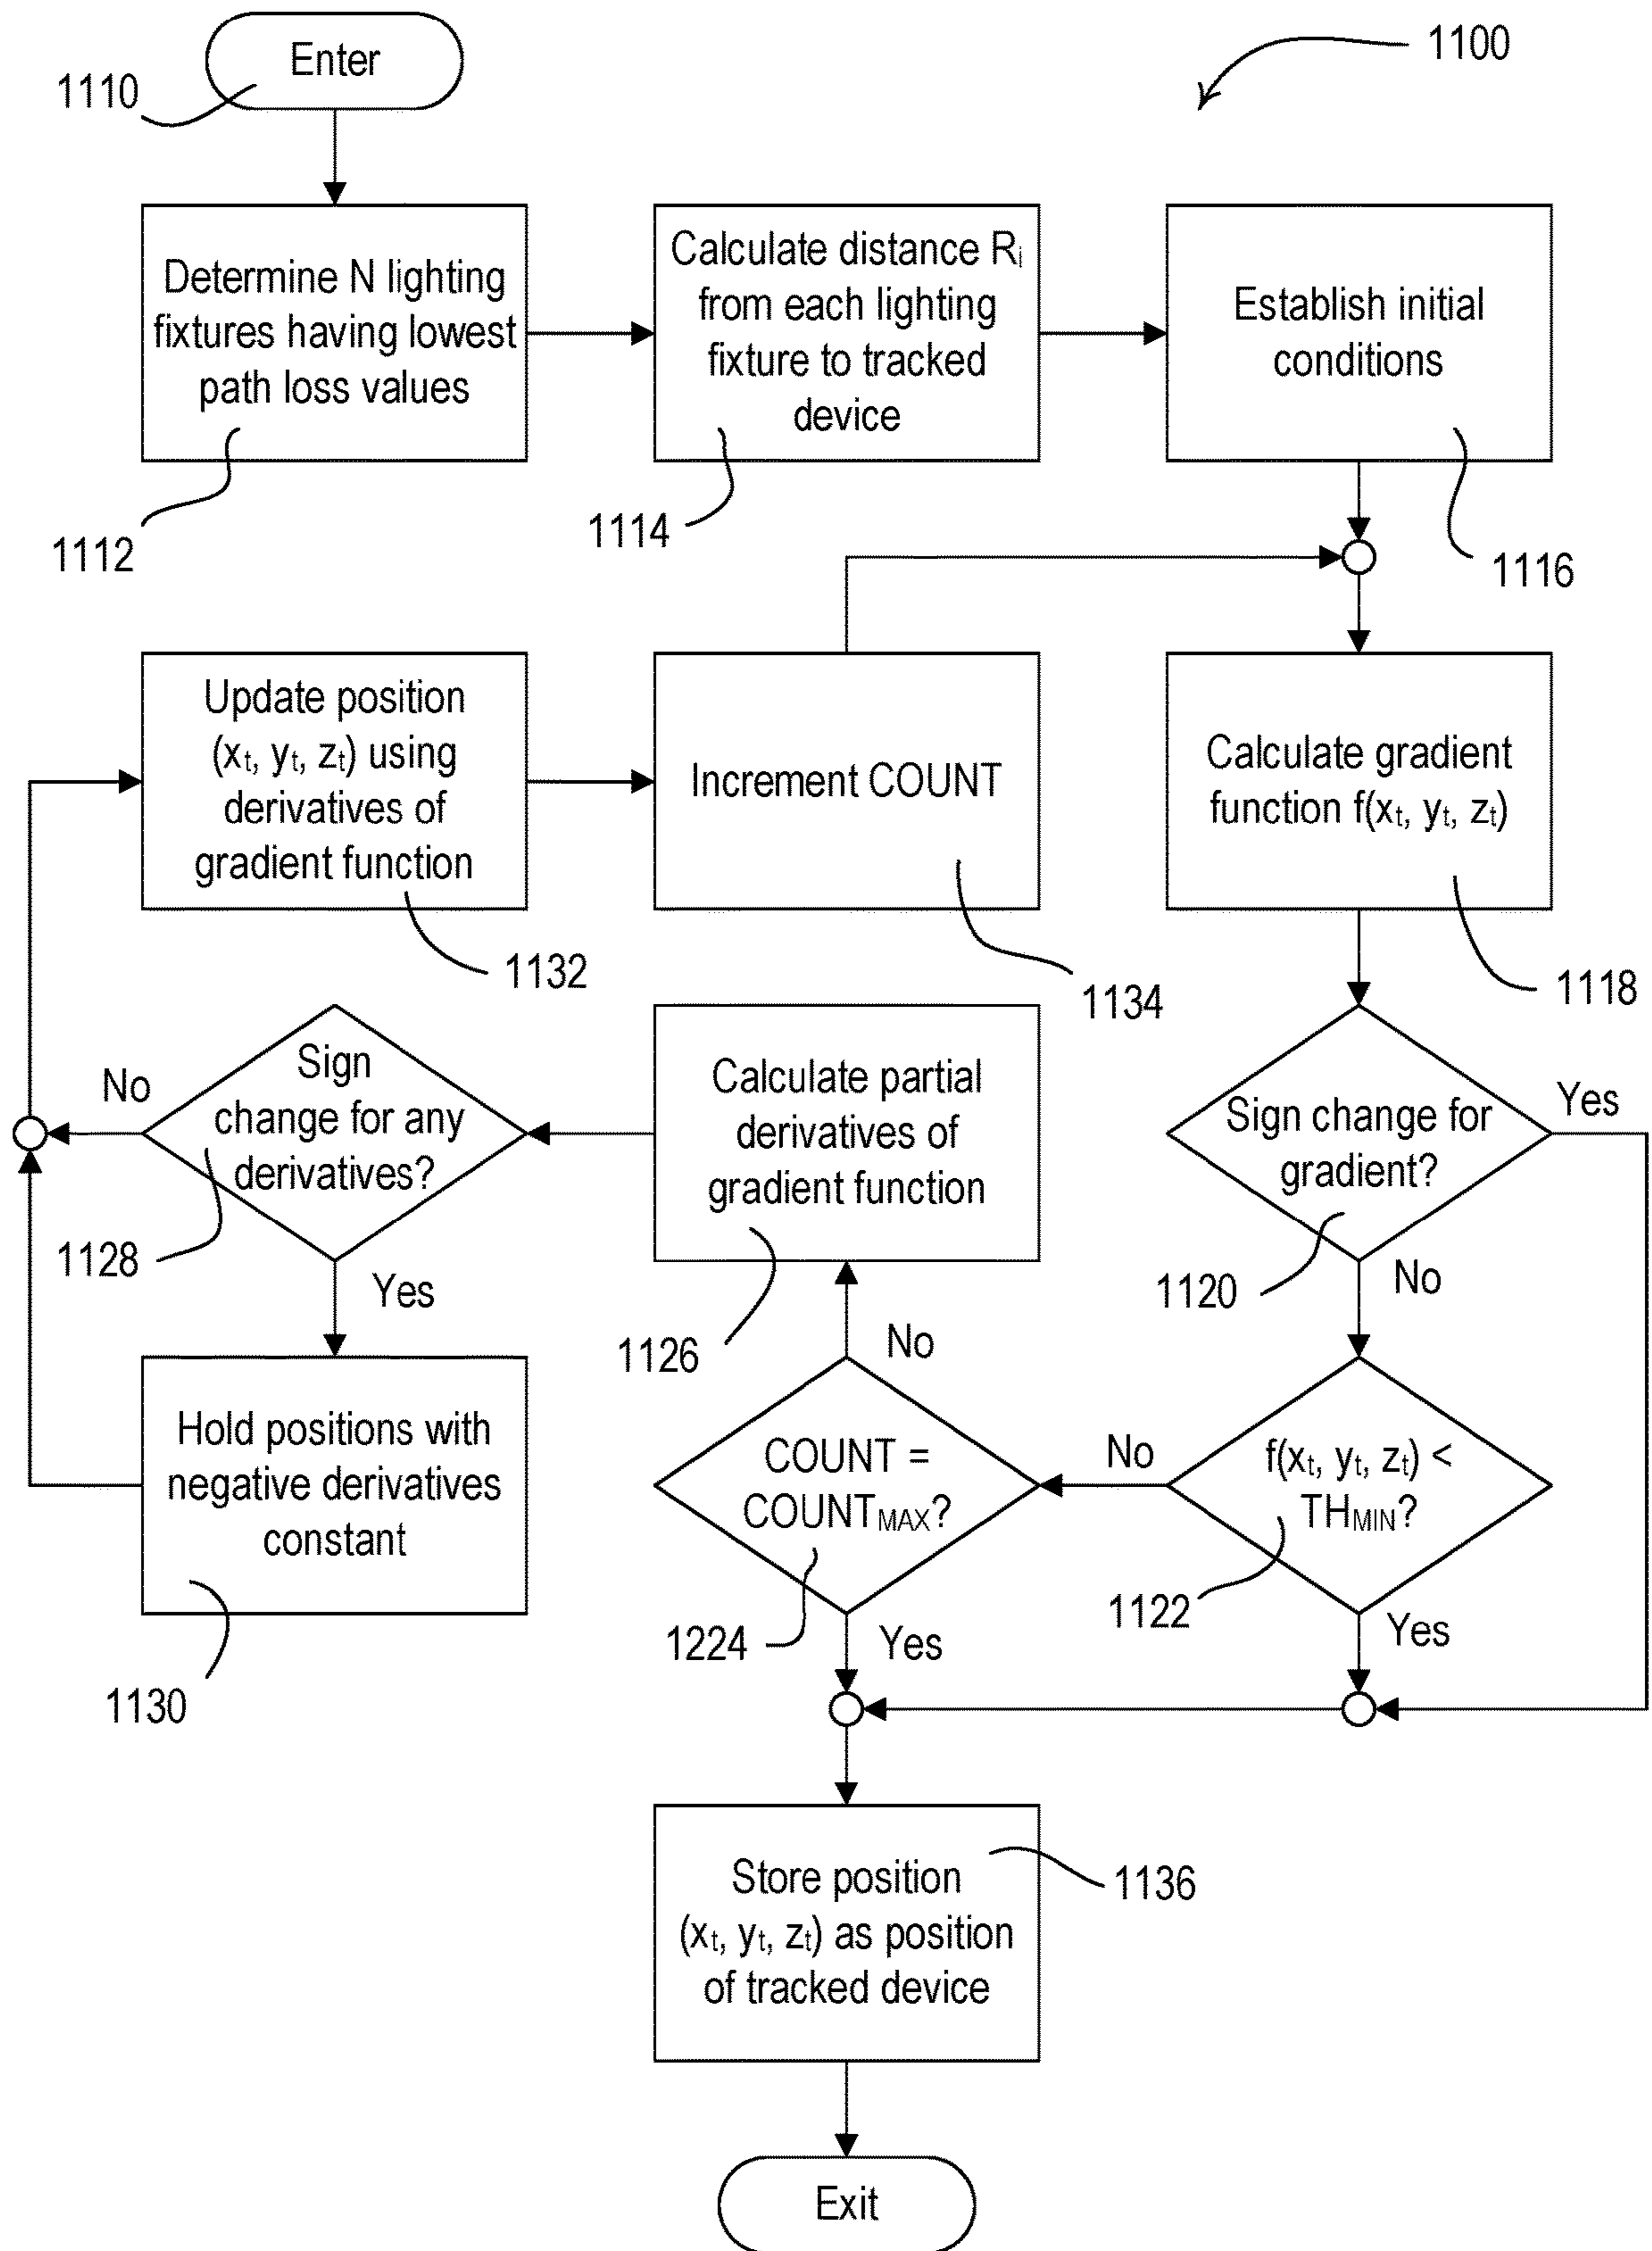 Enter
1110
1100
Determine N lighting
fixtures having lowest
path loss values
1112
Calculate distance Rᵢ
from each lighting
fixture to tracked
device
1114
Establish initial
conditions
1116
Update position
(xₜ, yₜ, zₜ) using
derivatives of
gradient function
1132
Increment COUNT
1134
Calculate gradient
function f(xₜ, yₜ, zₜ)
1118
No
Sign
change for any
derivatives?
1128
Yes
Calculate partial
derivatives of
gradient function
1126
Sign change for
gradient?
Yes
1120
No
Hold positions with
negative derivatives
constant
1130
No
COUNT =
COUNTMAX?
1224
Yes
No
f(xₜ, yₜ, zₜ) <
THMIN?
1122
Yes
Store position
(xₜ, yₜ, zₜ) as position
of tracked device
1136
Exit